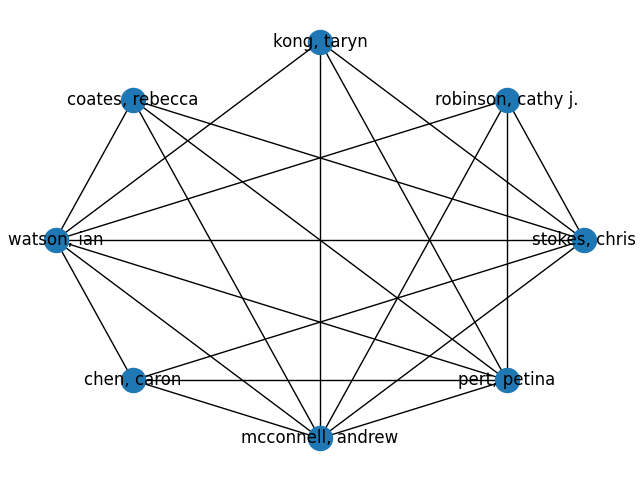 kong, taryn
coates, rebecca
robinson, cathy j.
watson, ian
stokes, chris
chen, caron
pert, petina
mcconnell, andrew